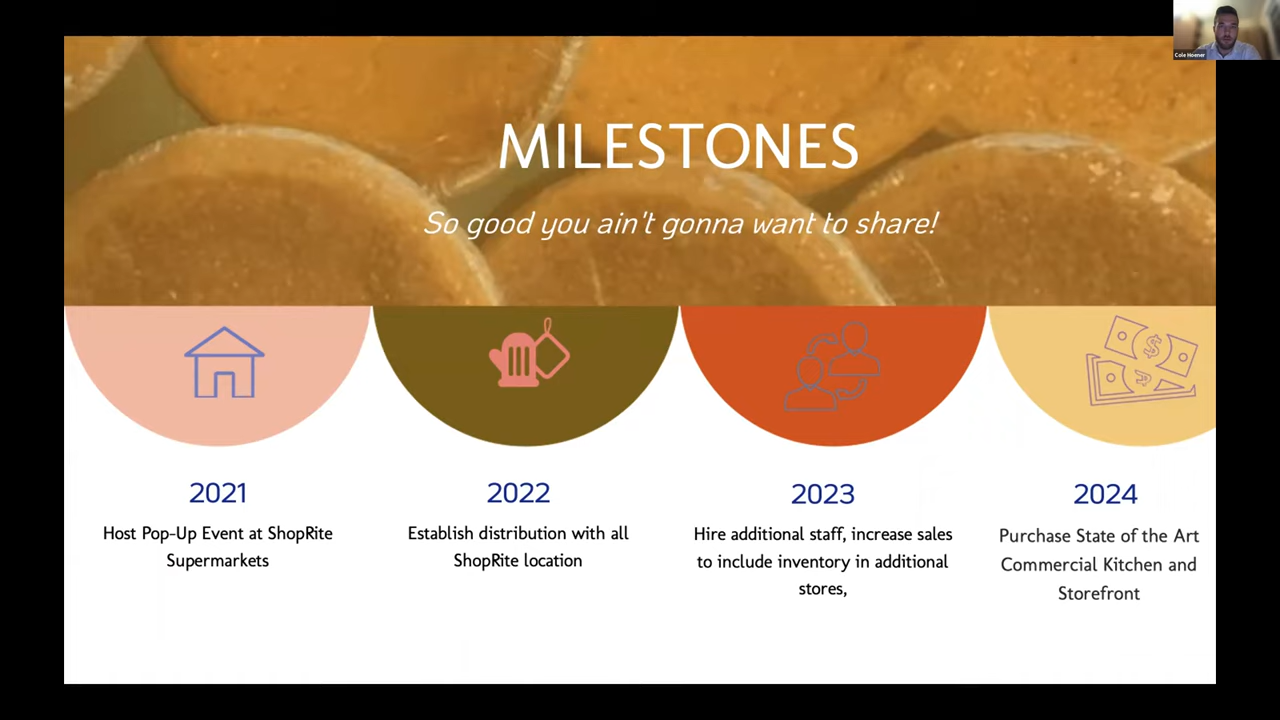 Cole Hoener
MILESTONES
So good you ain't gonna want to share!
2021
Host Pop-Up Event at ShopRite
Supermarkets
2022
Establish distribution with all
ShopRite location
2023
Hire additional staff, increase sales
to include inventory in additional
stores,
2024
Purchase State of the Art
Commercial Kitchen and
Storefront